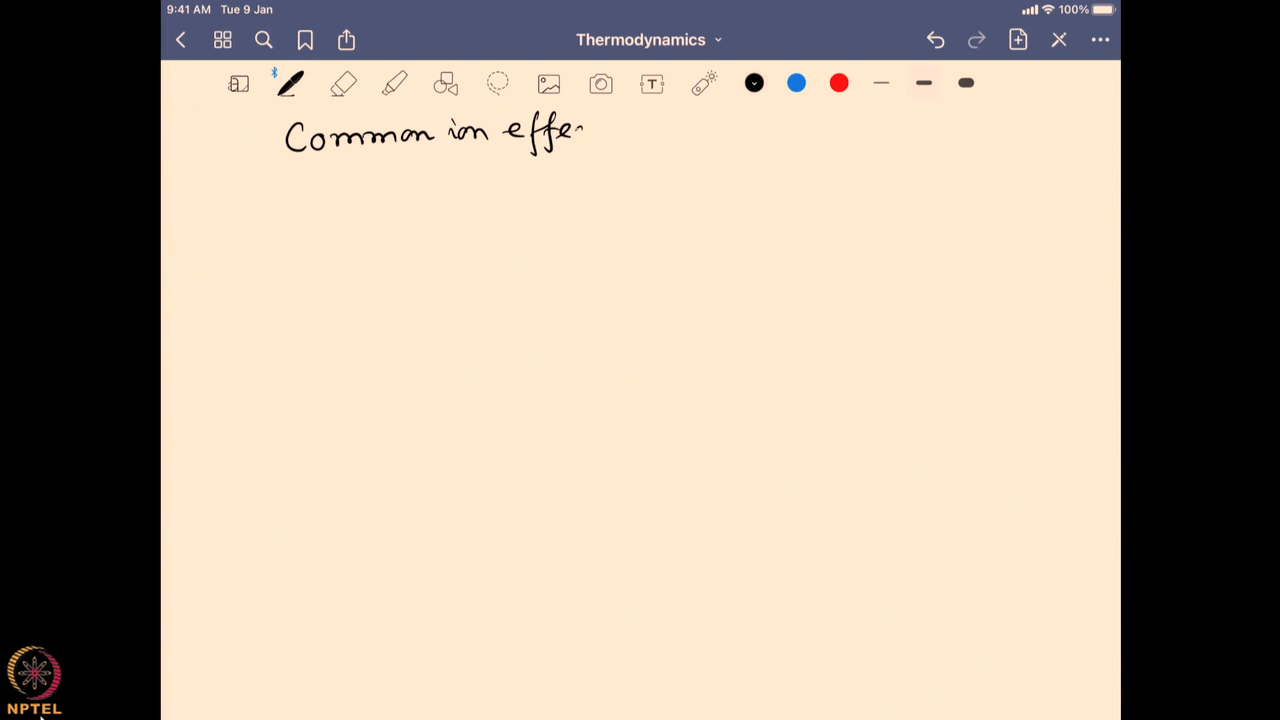 9:41 AM Tue 9 Jan 100%
Thermodynamics
T
Common ion effe
NPTEL